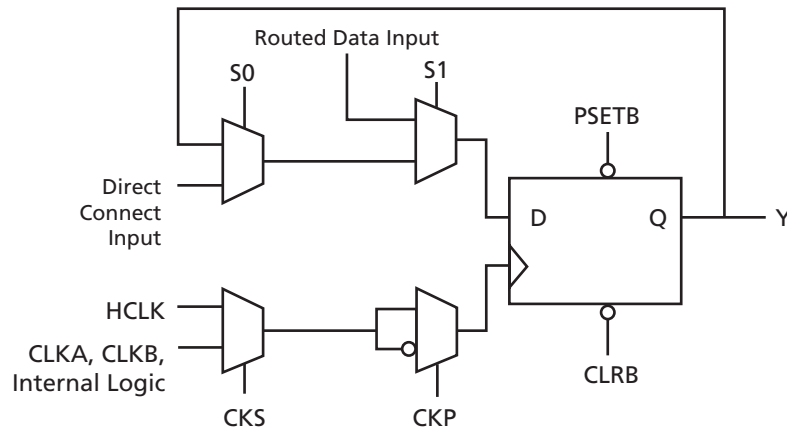 Routed Data Input
S0
S1
PSETB
Direct
Connect
Input
D
Q
Y
HCLK
CLKA, CLKB,
Internal Logic
CLRB
CKS
CKP